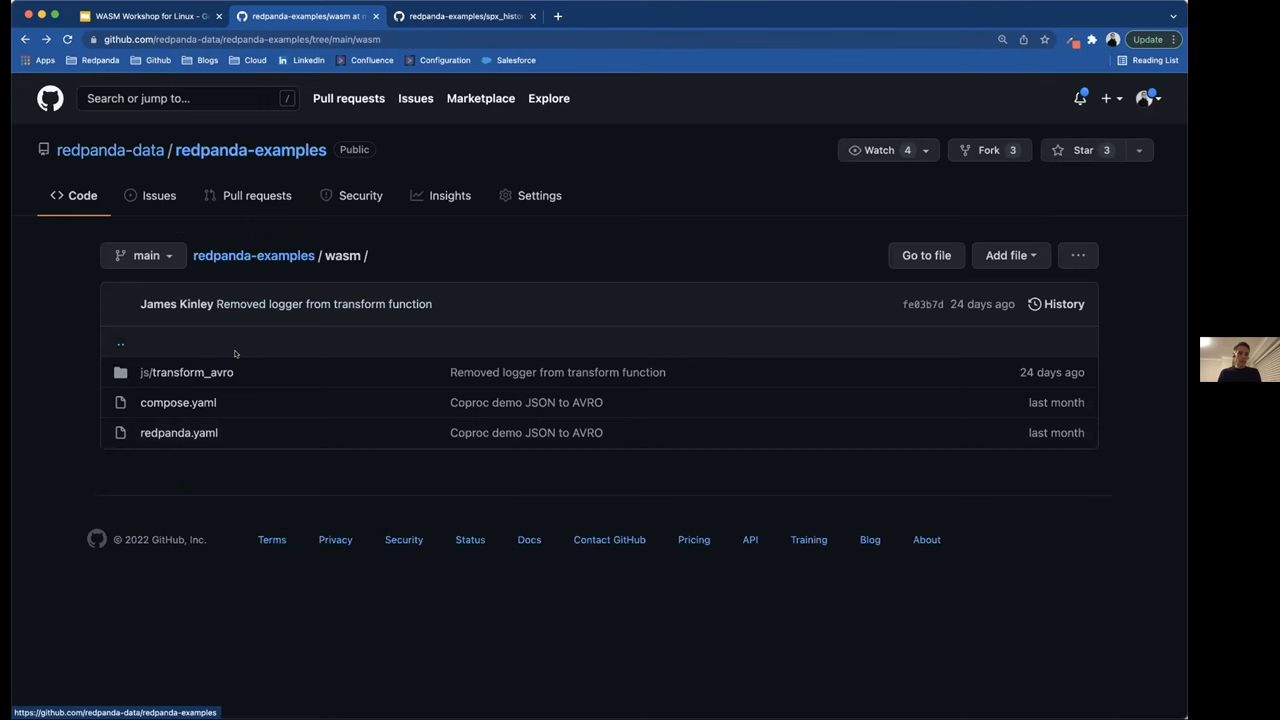 WASM Workshop for Linux - G
redpanda-examples/wasm at m
redpanda-examples/spx_histo
github.com/redpanda-data/redpanda-examples/tree/main/wasm
Update
Apps
Redpanda
Github
Blogs
Cloud
LinkedIn
Confluence
Configuration
Salesforce
Reading List
Search or jump to...
/
Pull requests
Issues
Marketplace
Explore
redpanda-data / redpanda-examples
Public
Watch 4
Fork 3
Star 3
Code
Issues
Pull requests
Security
Insights
Settings
main
redpanda-examples / wasm /
Go to file
Add file
...
James Kinley Removed logger from transform function
fe03b7d 24 days ago
History
..
js/transform_avro
Removed logger from transform function
24 days ago
compose.yaml
Coproc demo JSON to AVRO
last month
redpanda.yaml
Coproc demo JSON to AVRO
last month
© 2022 GitHub, Inc.
Terms
Privacy
Security
Status
Docs
Contact GitHub
Pricing
API
Training
Blog
About
https://github.com/redpanda-data/redpanda-examples